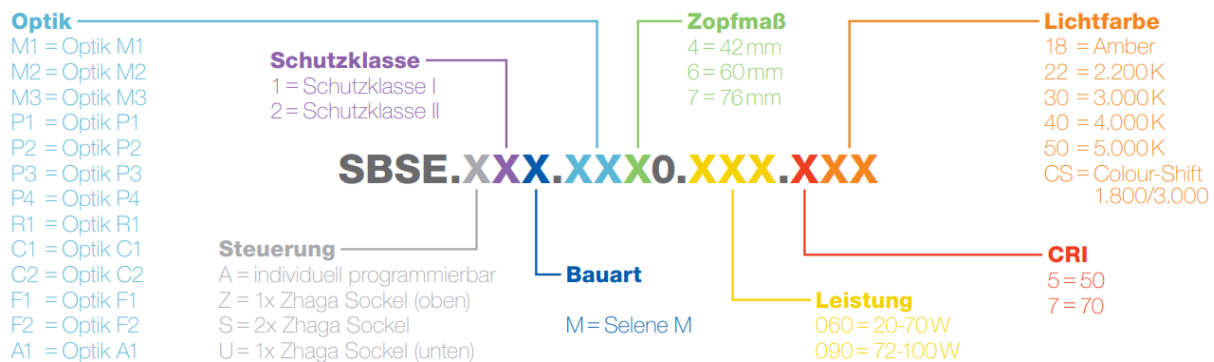 Optik
M1 = Optik M1
M2 = Optik M2
M3 = Optik M3
P1 = Optik P1
P2 = Optik P2
P3 = Optik P3
P4 = Optik P4
R1 = Optik R1
C1 = Optik C1
C2 = Optik C2
F1 = Optik F1
F2 = Optik F2
A1 = Optik A1
Schutzklasse
1 = Schutzklasse I
2 = Schutzklasse II
Zopfmaß
4 = 42 mm
6 = 60 mm
7 = 76 mm
Lichtfarbe
18 = Amber
22 = 2.200 K
30 = 3.000 K
40 = 4.000 K
50 = 5.000 K
CS = Colour-Shift
1.800/3.000
SBSE.XXX.XXX0.XXX.XXX
Steuerung
A = individuell programmierbar
Z = 1x Zhaga Sockel (oben)
S = 2x Zhaga Sockel
U = 1x Zhaga Sockel (unten)
Bauart
M = Selene M
Leistung
060 = 20-70 W
090 = 72-100 W
CRI
5 = 50
7 = 70